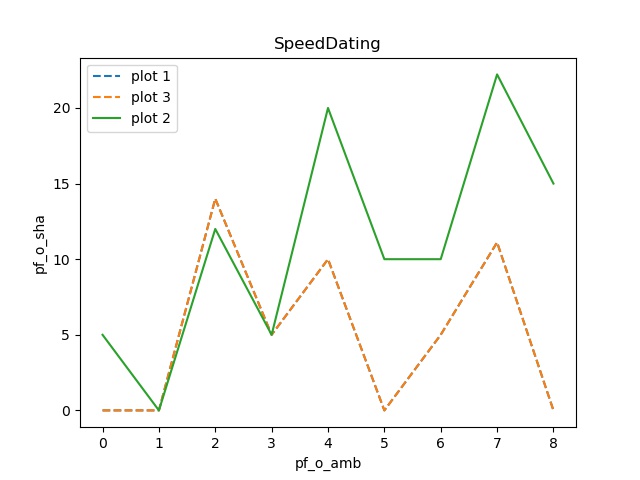 SpeedDating
plot 1
plot 3
plot 2
20
15
10
5
0
pf_o_sha
0 1 2 3 4 5 6 7 8
pf_o_amb